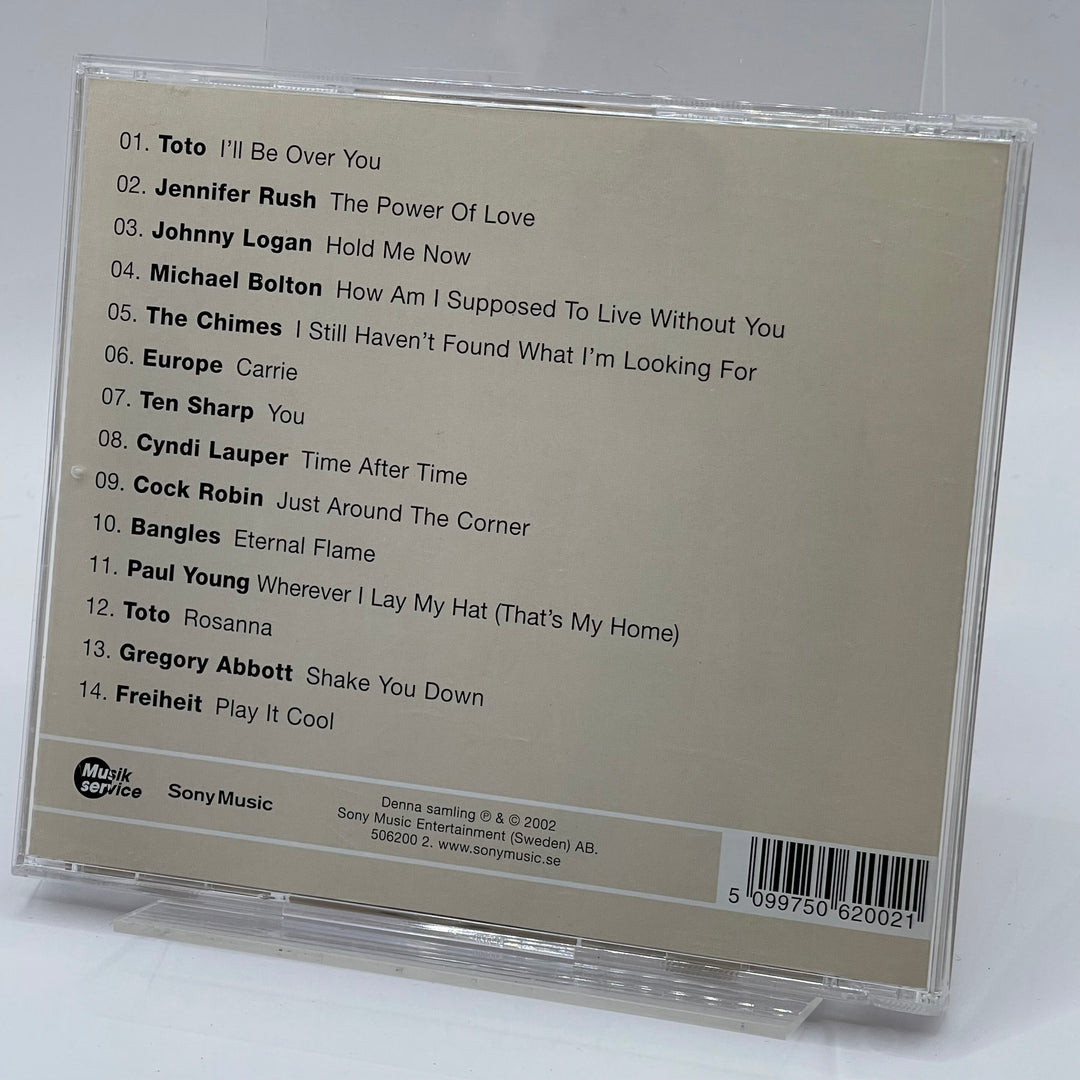 01. Toto I'll Be Over You
02. Jennifer Rush The Power Of Love
03. Johnny Logan Hold Me Now
04. Michael Bolton How Am I Supposed To Live Without You
05. The Chimes I Still Haven't Found What I'm Looking For
06. Europe Carrie
07. Ten Sharp You
08. Cyndi Lauper Time After Time
09. Cock Robin Just Around The Corner
10. Bangles Eternal Flame
11. Paul Young Wherever I Lay My Hat (That's My Home)
12. Toto Rosanna
13. Gregory Abbott Shake You Down
14. Freiheit Play It Cool
Musik
service
Sony Music
Denna samling ℗ & © 2002
Sony Music Entertainment (Sweden) AB.
506200 2. www.sonymusic.se
5 099750 620021